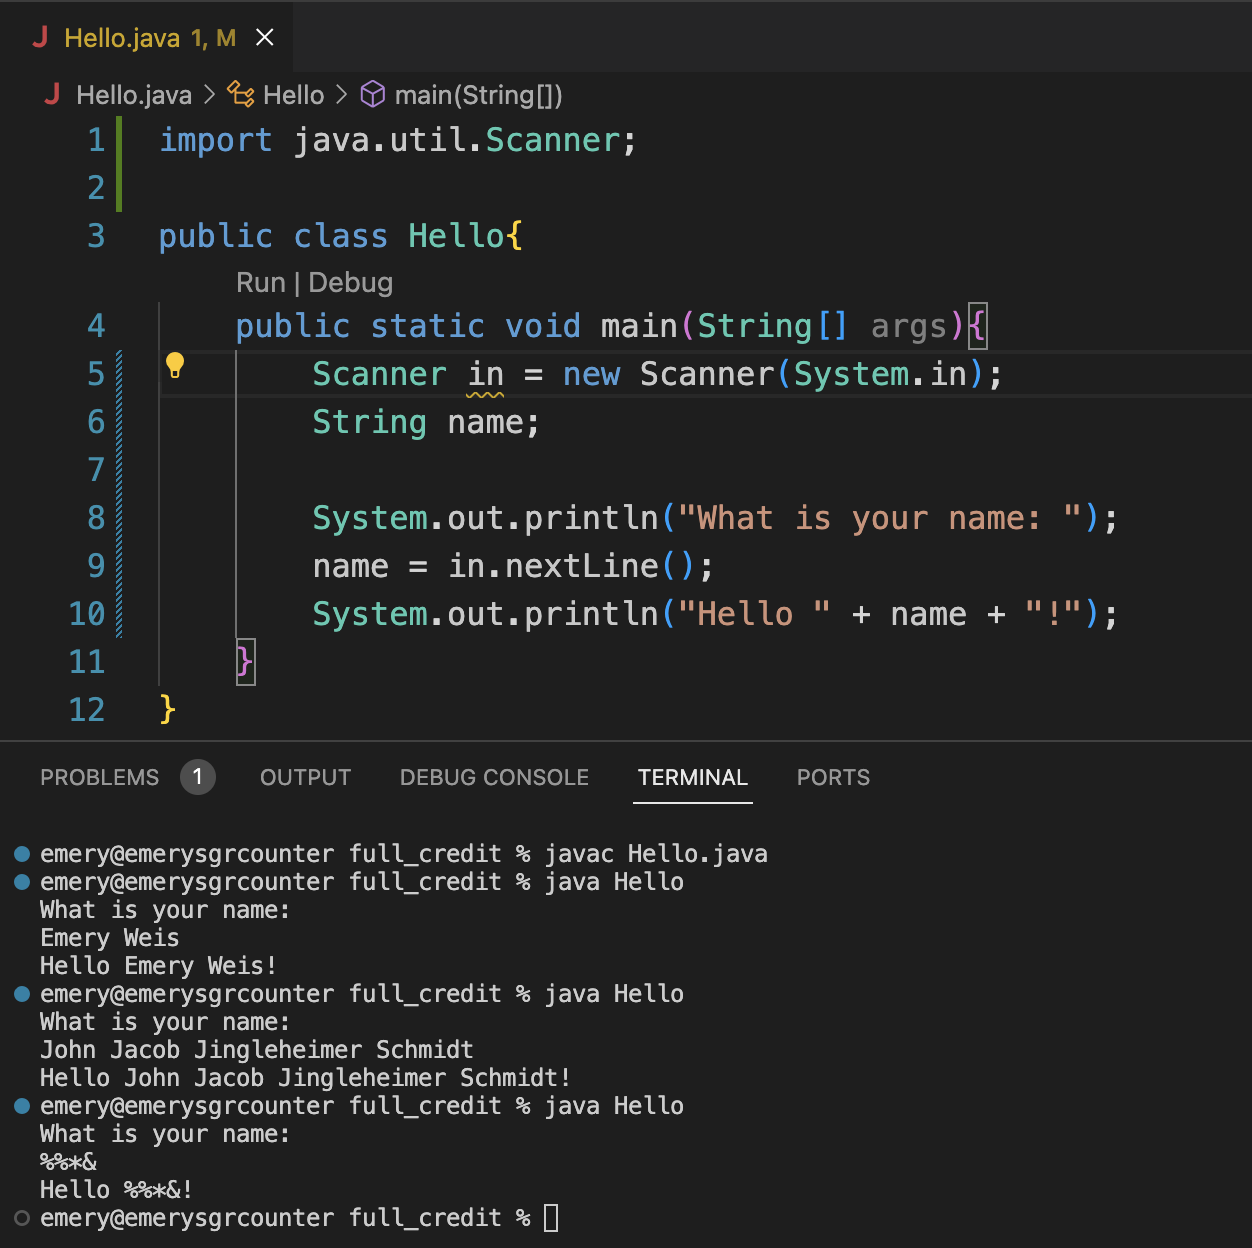 J Hello.java 1, M ×
J Hello.java > Hello > main(String[])
1 import java.util.Scanner;
2
3 public class Hello{
Run | Debug
4 public static void main(String[] args){
5 Scanner in = new Scanner(System.in);
6 String name;
7
8 System.out.println("What is your name: ");
9 name = in.nextLine();
10 System.out.println("Hello " + name + "!");
11 }
12 }
PROBLEMS 1 OUTPUT DEBUG CONSOLE TERMINAL PORTS
emery@emerysgrcounter full_credit % javac Hello.java
emery@emerysgrcounter full_credit % java Hello
What is your name:
Emery Weis
Hello Emery Weis!
emery@emerysgrcounter full_credit % java Hello
What is your name:
John Jacob Jingleheimer Schmidt
Hello John Jacob Jingleheimer Schmidt!
emery@emerysgrcounter full_credit % java Hello
What is your name:
%%*&
Hello %%*&!
emery@emerysgrcounter full_credit %